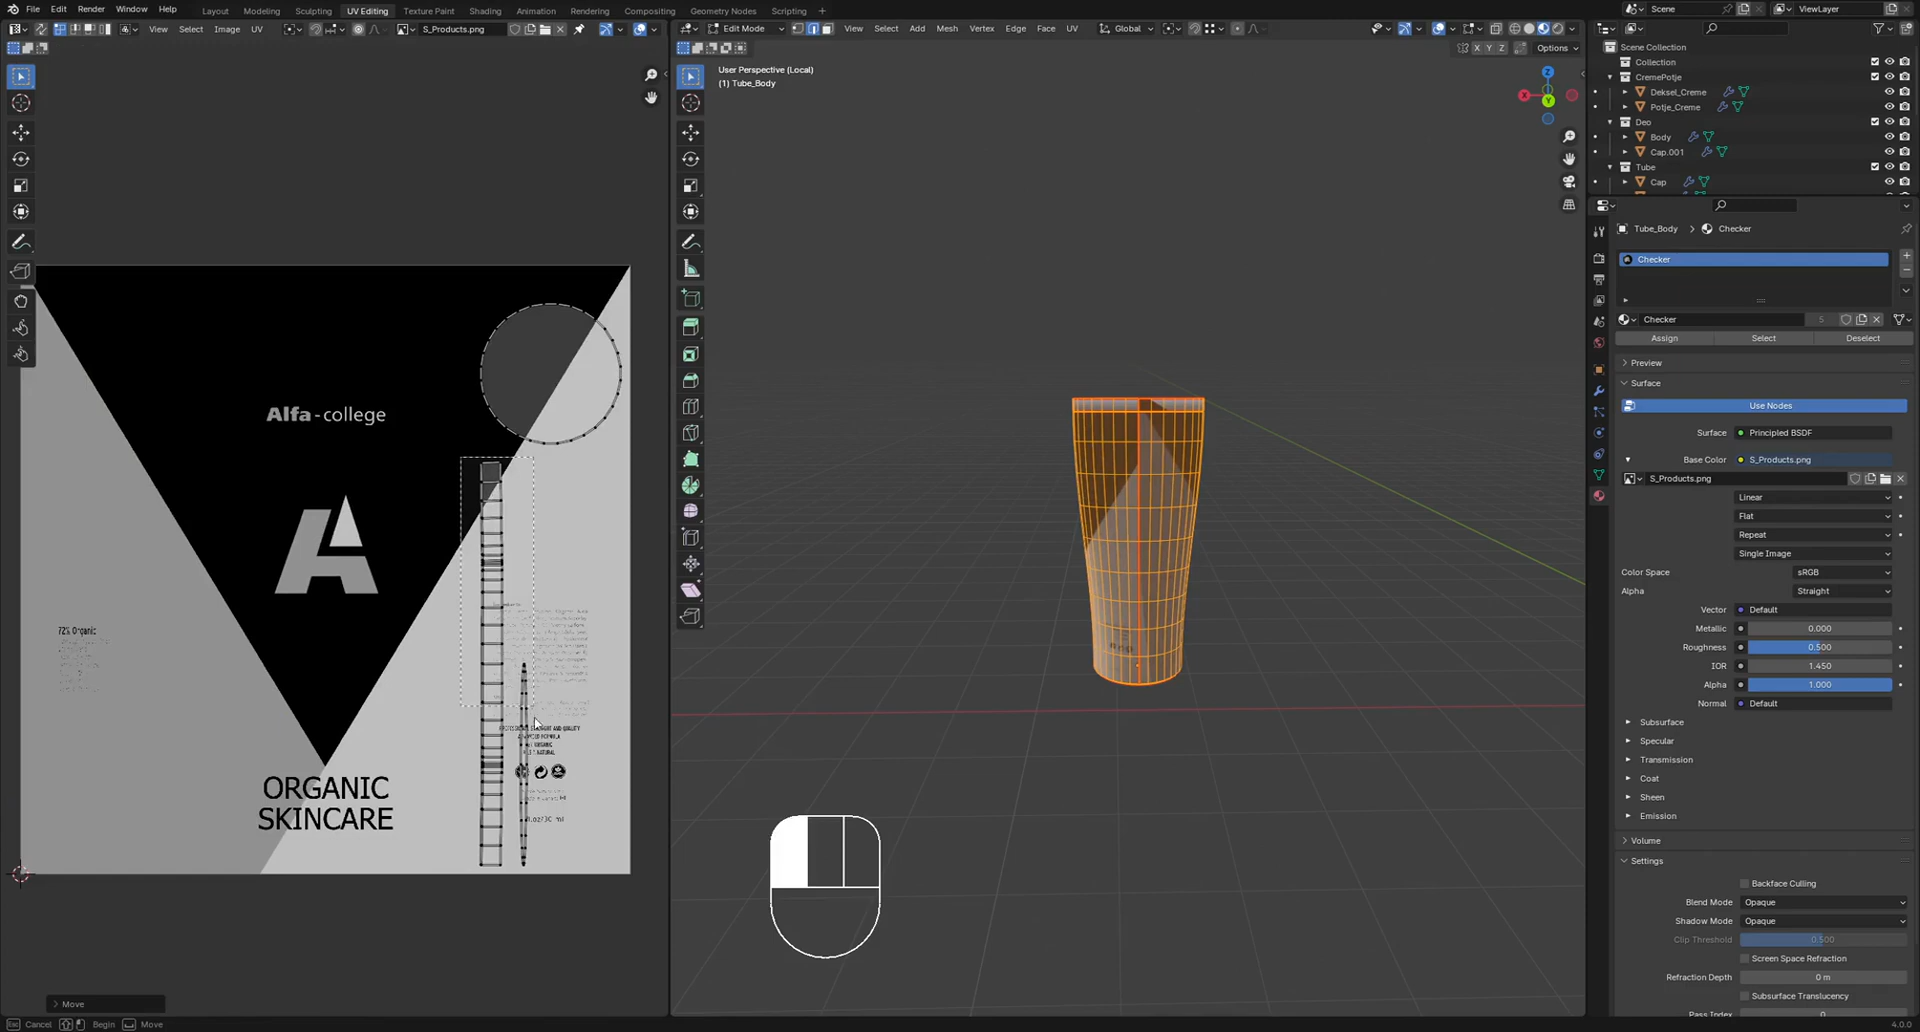 File Edit Render Window Help Layout Modeling Sculpting UV Editing Texture Paint Shading Animation Rendering Compositing Geometry Nodes Scripting + Scene ViewLayer
View Select Image UV S_Products.png Edit Mode View Select Add Mesh Vertex Edge Face UV Global
X Y Z Options
User Perspective (Local)
(1) Tube_Body
Scene Collection
Collection
CremePotje
Deksel_Creme
Potje_Creme
Deo
Body
Cap.001
Tube
Cap
Tube_Body > Checker
Checker
Checker 5
Assign Select Deselect
Preview
Surface
Use Nodes
Surface Principled BSDF
Base Color S_Products.png
S_Products.png
Linear
Flat
Repeat
Single Image
Color Space sRGB
Alpha Straight
Vector Default
Metallic 0.000
Roughness 0.500
IOR 1.450
Alpha 1.000
Normal Default
Subsurface
Specular
Transmission
Coat
Sheen
Emission
Volume
Settings
Backface Culling
Blend Mode Opaque
Shadow Mode Opaque
Clip Threshold 0.500
Screen Space Refraction
Refraction Depth 0 m
Subsurface Translucency
Pass Index 0
Alfa-college
A
72% Organic
ORGANIC
SKINCARE
Move
Cancel Begin Move 4.0.0